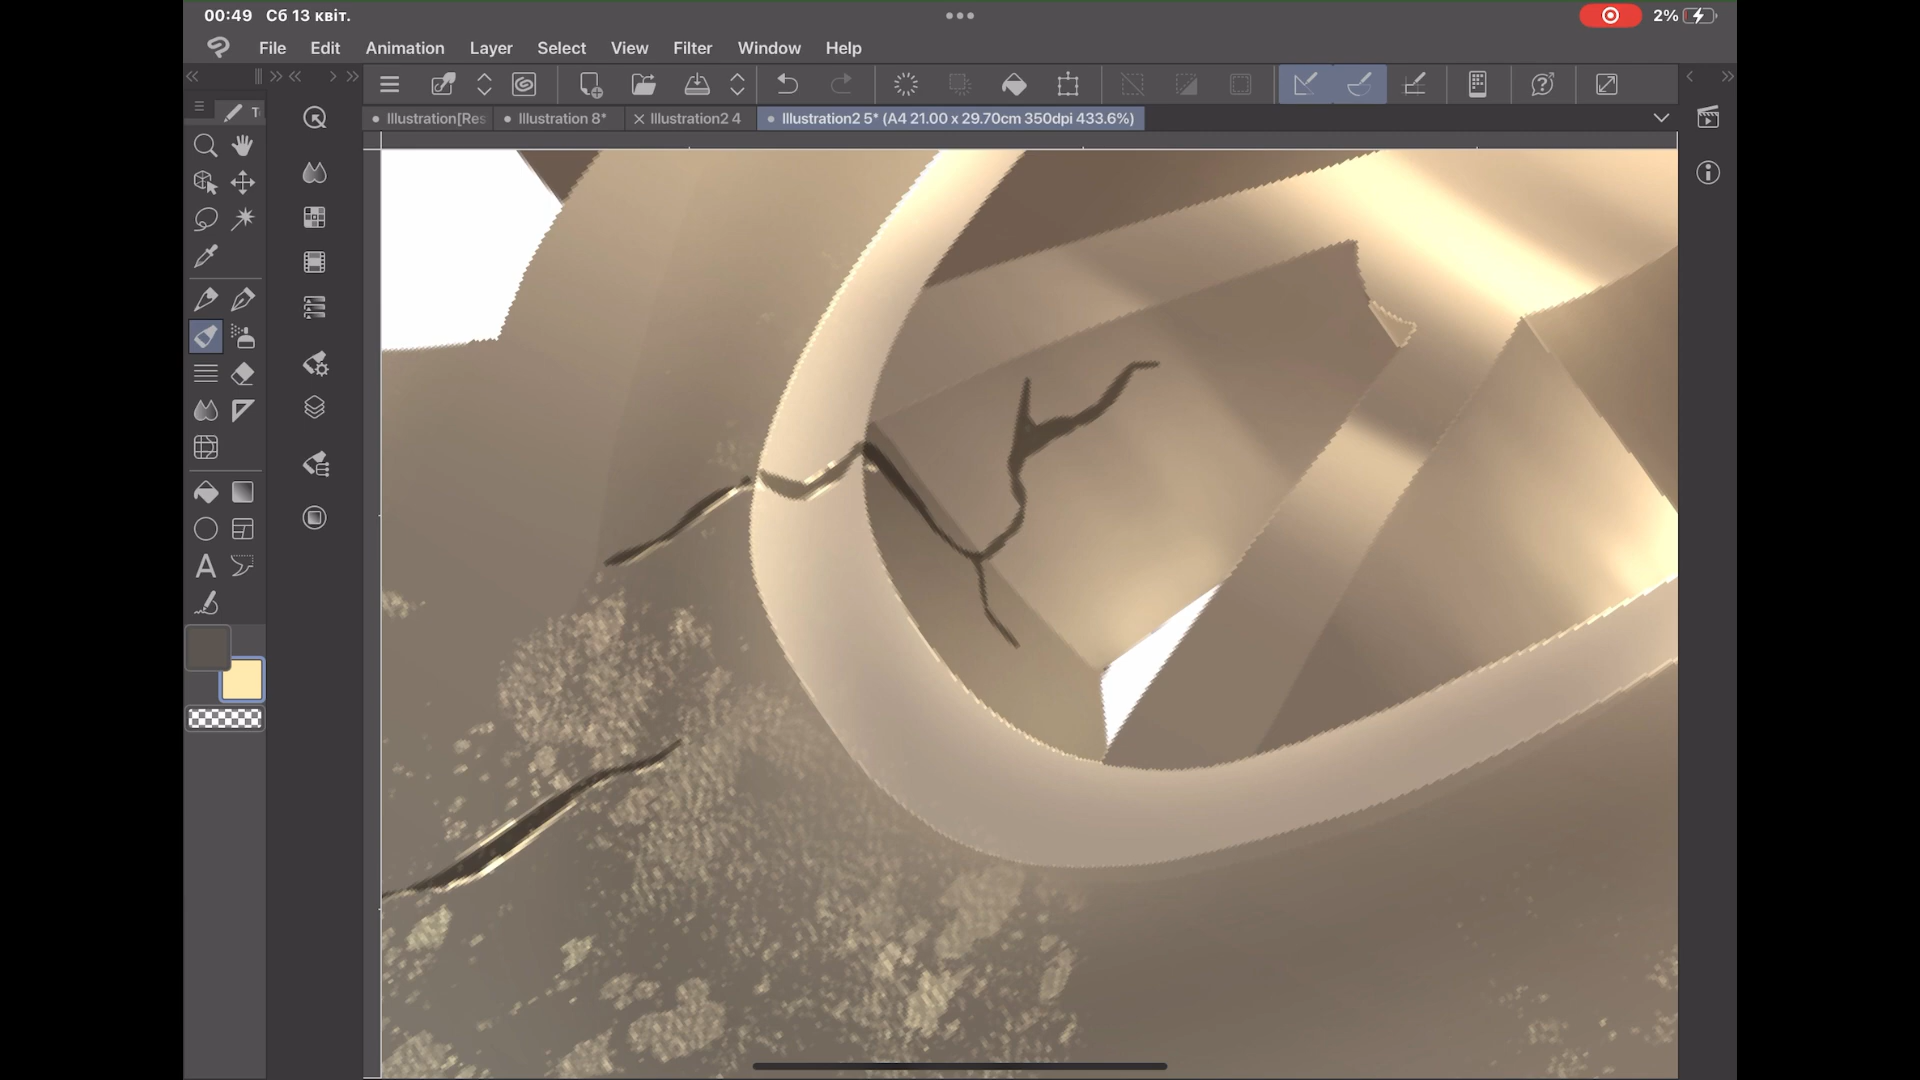 00:49 Сб 13 квіт.
2%
File Edit Animation Layer Select View Filter Window Help
Illustration[Res Illustration 8* Illustration2 4 Illustration2 5* (A4 21.00 x 29.70cm 350dpi 433.6%)